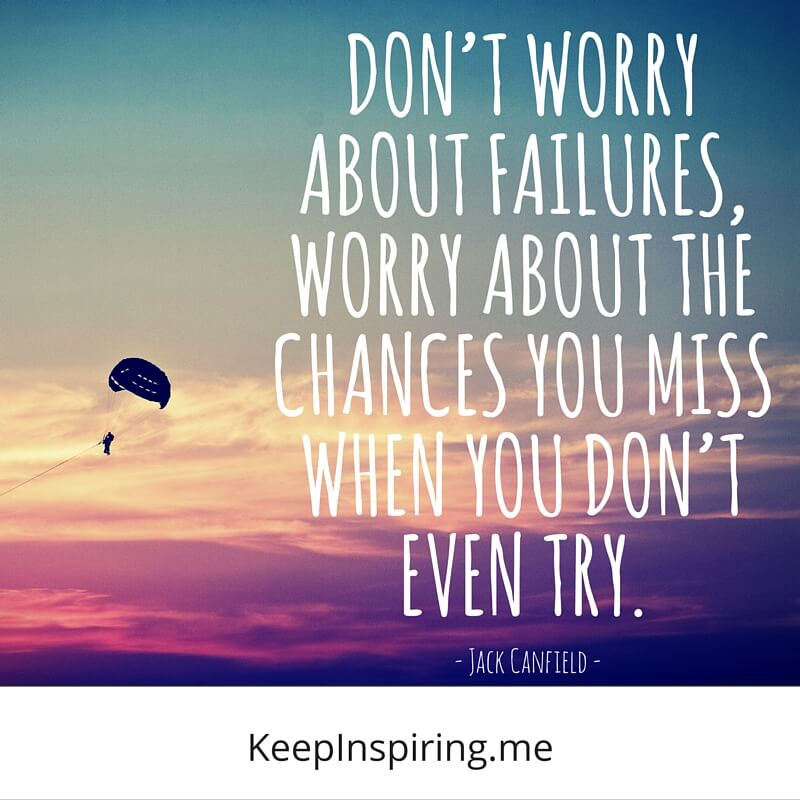 DON'T WORRY
ABOUT FAILURES,
WORRY ABOUT THE
CHANCES YOU MISS
WHEN YOU DON'T
EVEN TRY.
- JACK CANFIELD -
KeepInspiring.me